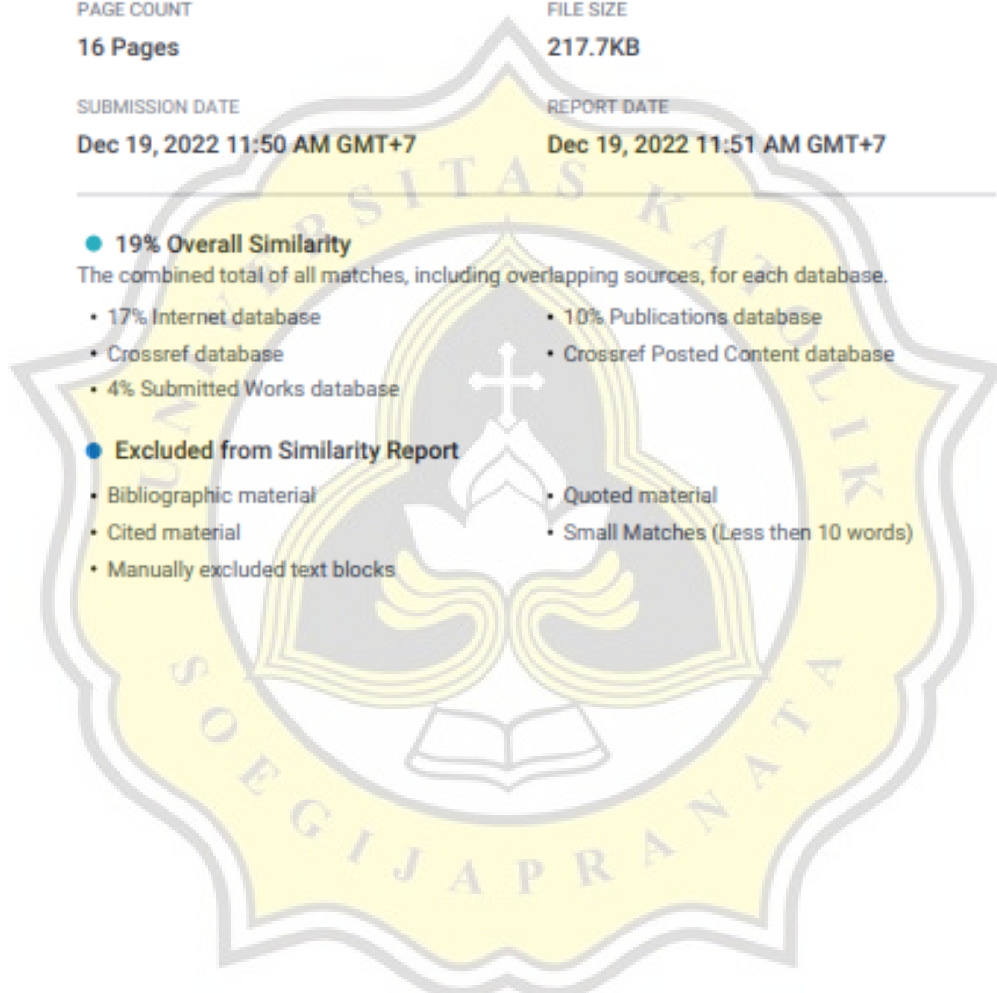 PAGE COUNT FILE SIZE
16 Pages 217.7KB
SUBMISSION DATE REPORT DATE
Dec 19, 2022 11:50 AM GMT+7 Dec 19, 2022 11:51 AM GMT+7
19% Overall Similarity
The combined total of all matches, including overlapping sources, for each database.
• 17% Internet database • 10% Publications database
• Crossref database • Crossref Posted Content database
• 4% Submitted Works database
Excluded from Similarity Report
• Bibliographic material • Quoted material
• Cited material • Small Matches (Less then 10 words)
• Manually excluded text blocks
UNIVERSITAS KATOLIK
SOEGIJAPRANATA